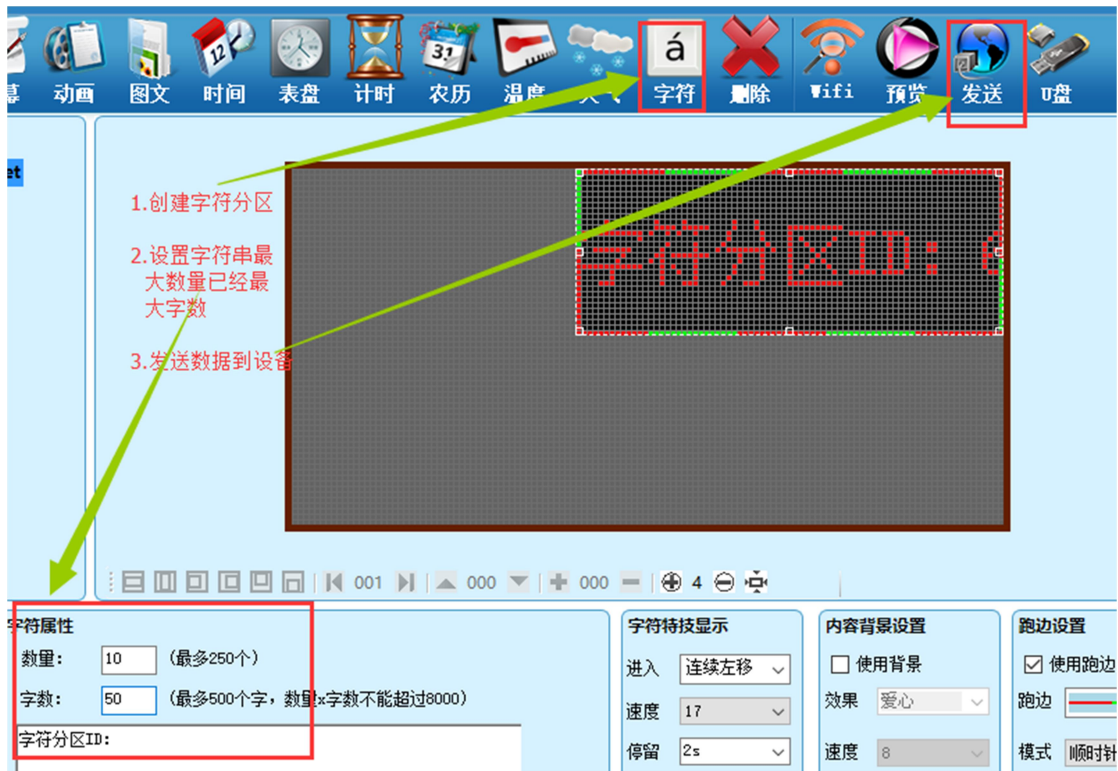 幕 动画 图文 时间 表盘 计时 农历 温度 天气 字符 删除 Wifi 预览 发送 U盘
et
1.创建字符分区
2.设置字符串最
大数量已经最
大字数
3.发送数据到设备
字符分区ID: 6
001 000 000 4
字符属性
数量: 10 (最多250个)
字数: 50 (最多500个字，数量x字数不能超过8000)
字符分区ID:
字符特技显示
进入 连续左移
速度 17
停留 2s
内容背景设置
使用背景
效果 爱心
速度 8
跑边设置
使用跑边
跑边
模式 顺时针